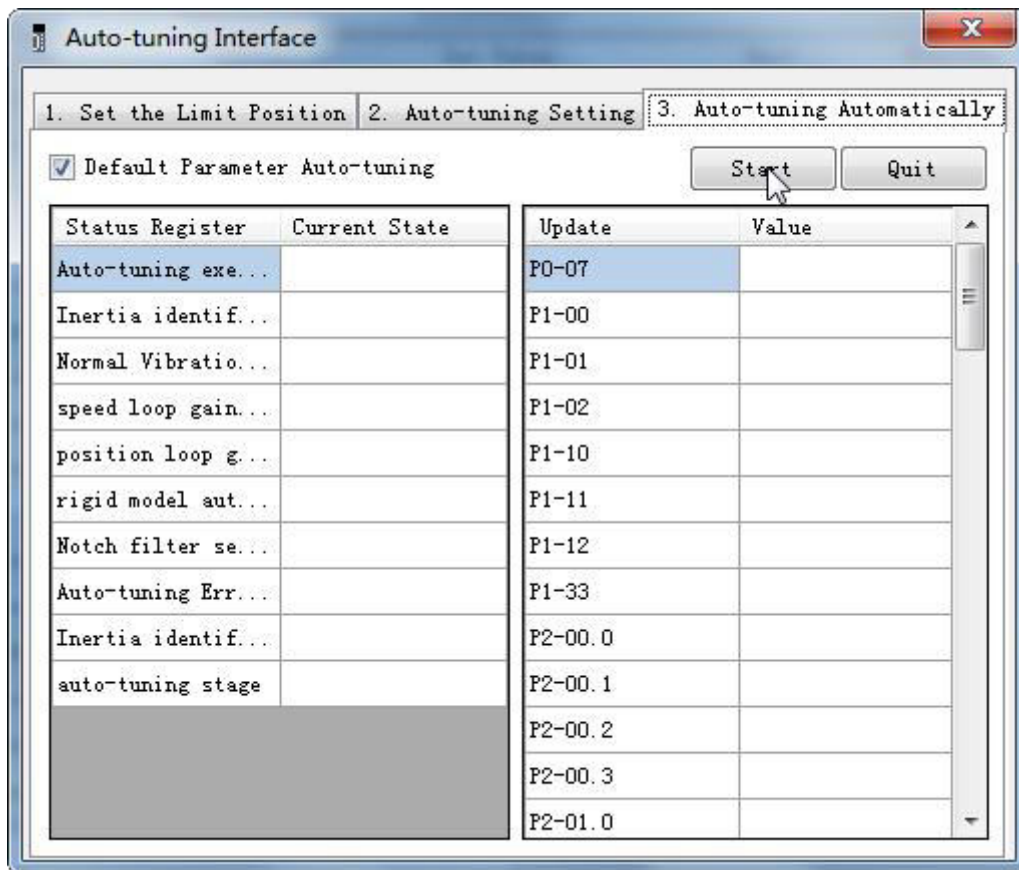 Auto-tuning Interface
1. Set the Limit Position 2. Auto-tuning Setting 3. Auto-tuning Automatically
Default Parameter Auto-tuning Start Quit
Status Register Current State Update Value
Auto-tuning exe... P0-07
Inertia identif... P1-00
Normal Vibratio... P1-01
speed loop gain... P1-02
position loop g... P1-10
rigid model aut... P1-11
Notch filter se... P1-12
Auto-tuning Err... P1-33
Inertia identif... P2-00.0
auto-tuning stage P2-00.1
P2-00.2
P2-00.3
P2-01.0